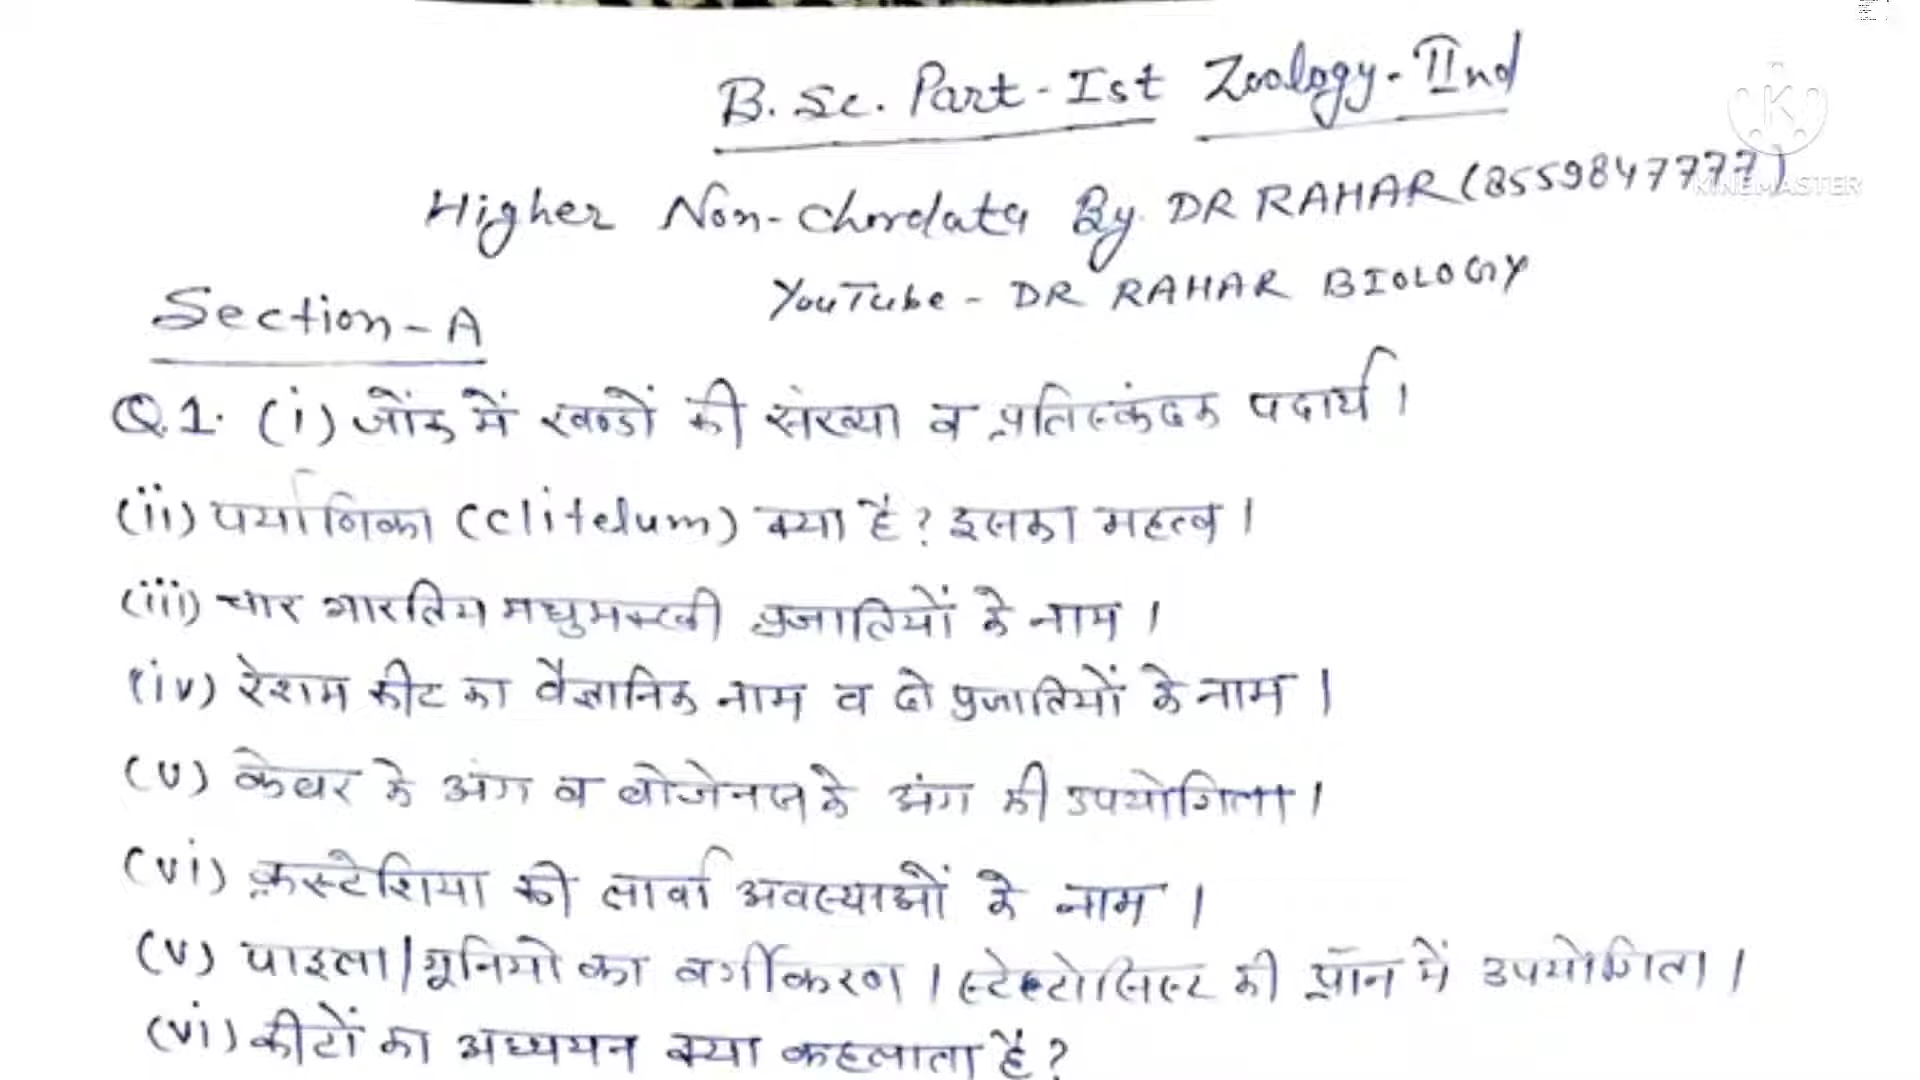 B.Sc. Part-Ist Zoology-IInd
Higher Non-Chordata By DR RAHAR (8559847777)
KINEMASTER
YouTube - DR RAHAR BIOLOGY
Section-A
Q.1. (i) जोंक में खण्डों की संख्या व प्रतिस्कंदक पदार्थ।
(ii) पर्याणिका (clitelum) क्या है? इसका महत्व।
(iii) चार भारतिय मधुमक्खी प्रजातियों के नाम।
(iv) रेशम कीट का वैज्ञानिक नाम व दो प्रजातियों के नाम।
(v) केबर के अंग व बोजेनस के अंग की उपयोगिता।
(vi) क्रस्टेशिया की लार्वा अवस्थाओं के नाम।
(v) पाइला/यूनियो का वर्गीकरण। स्टेटोसिस्ट की प्रॉन में उपयोगिता।
(vi) कीटों का अध्ययन क्या कहलाता है?